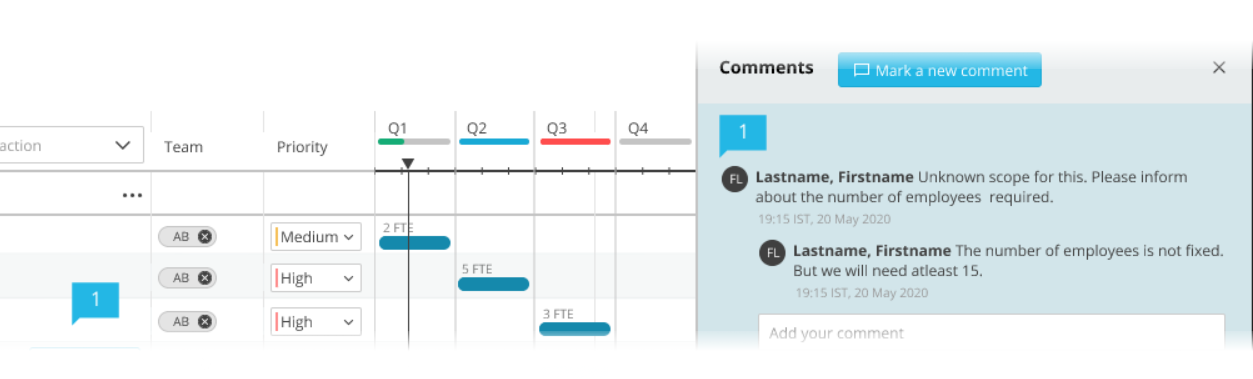 Comments
Mark a new comment
action
Team
Priority
Q1
Q2
Q3
Q4
1
FL
Lastname, Firstname Unknown scope for this. Please inform
about the number of employees required.
19:15 IST, 20 May 2020
FL
Lastname, Firstname The number of employees is not fixed.
But we will need atleast 15.
19:15 IST, 20 May 2020
Add your comment
AB
Medium
2 FTE
AB
High
5 FTE
1
AB
High
3 FTE